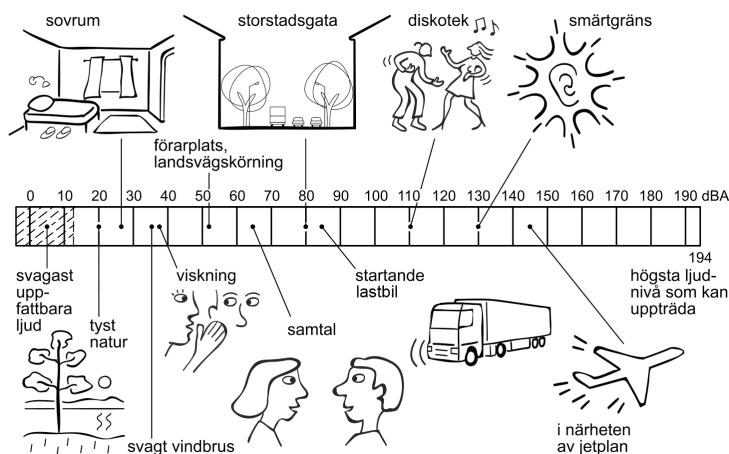 sovrum
storstadsgata
diskotek
smärtgräns
förarplats,
landsvägskörning
0 10 20 30 40 50 60 70 80 90 100 110 120 130 140 150 160 170 180 190 dBA
194
svagast
upp-
fattbara
ljud
tyst
natur
svagt vindbrus
viskning
samtal
startande
lastbil
högsta ljud-
nivå som kan
uppträda
i närheten
av jetplan